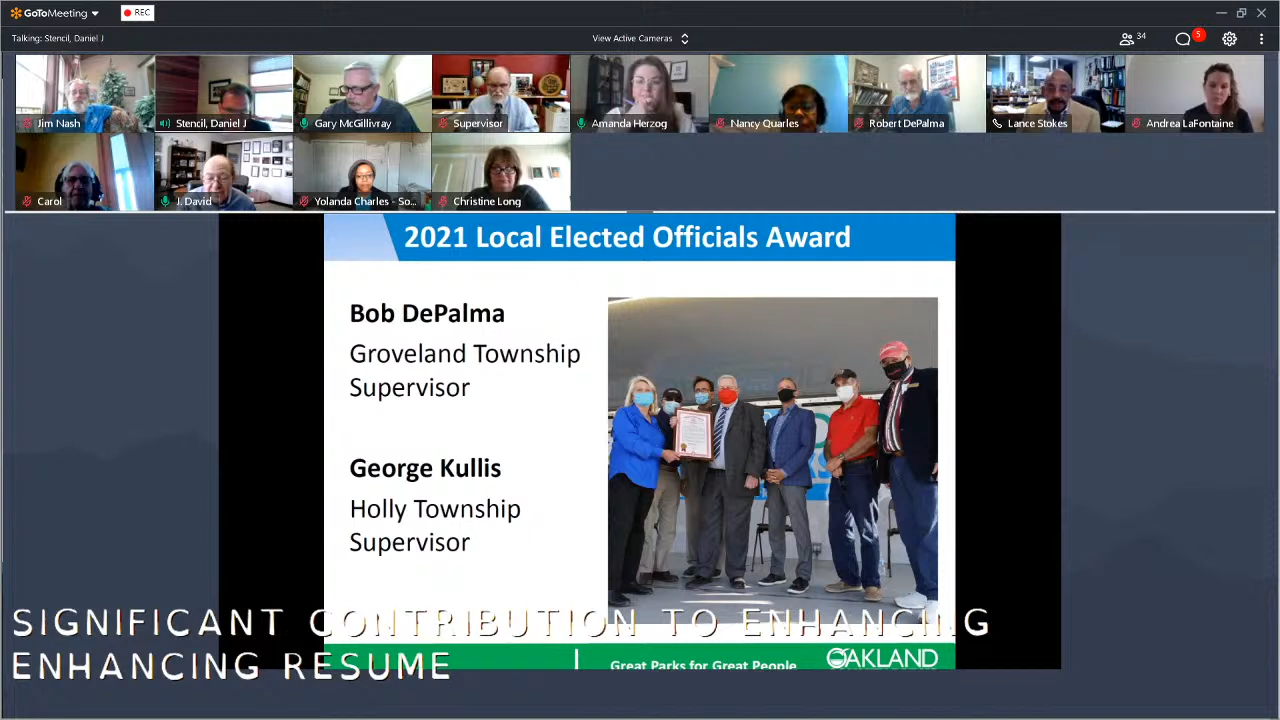 GoToMeeting
REC
Talking: Stencil, Daniel J
View Active Cameras
34
5
Jim Nash
Stencil, Daniel J
Gary McGillivray
Supervisor
Amanda Herzog
Nancy Quarles
Robert DePalma
Lance Stokes
Andrea LaFontaine
Carol
J. David
Yolanda Charles - So...
Christine Long
2021 Local Elected Officials Award
Bob DePalma
Groveland Township
Supervisor
George Kullis
Holly Township
Supervisor
SIGNIFICANT CONTRIBUTION TO ENHANCING
ENHANCING RESUME
Great Parks for Great People
OAKLAND